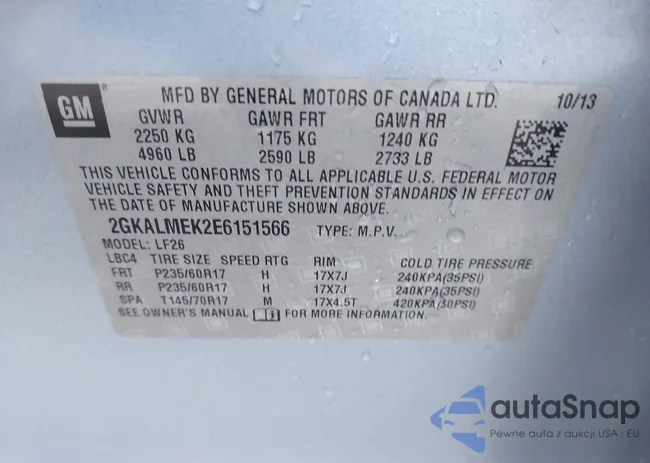 GM
MFD BY GENERAL MOTORS OF CANADA LTD. 10/13
GVWR GAWR FRT GAWR RR
2250 KG 1175 KG 1240 KG
4960 LB 2590 LB 2733 LB
THIS VEHICLE CONFORMS TO ALL APPLICABLE U.S. FEDERAL MOTOR
VEHICLE SAFETY AND THEFT PREVENTION STANDARDS IN EFFECT ON
THE DATE OF MANUFACTURE SHOWN ABOVE.
2GKALMEK2E6151566 TYPE: M.P.V.
MODEL: LF26
LBC4 TIRE SIZE SPEED RTG RIM COLD TIRE PRESSURE
FRT P235/60R17 H 17X7J 240KPA(35PSI)
RR P235/60R17 H 17X7J 240KPA(35PSI)
SPA T145/70R17 M 17X4.5T 420KPA(60PSI)
SEE OWNER'S MANUAL FOR MORE INFORMATION.
autoSnap
Pewne auta z aukcji USA i EU